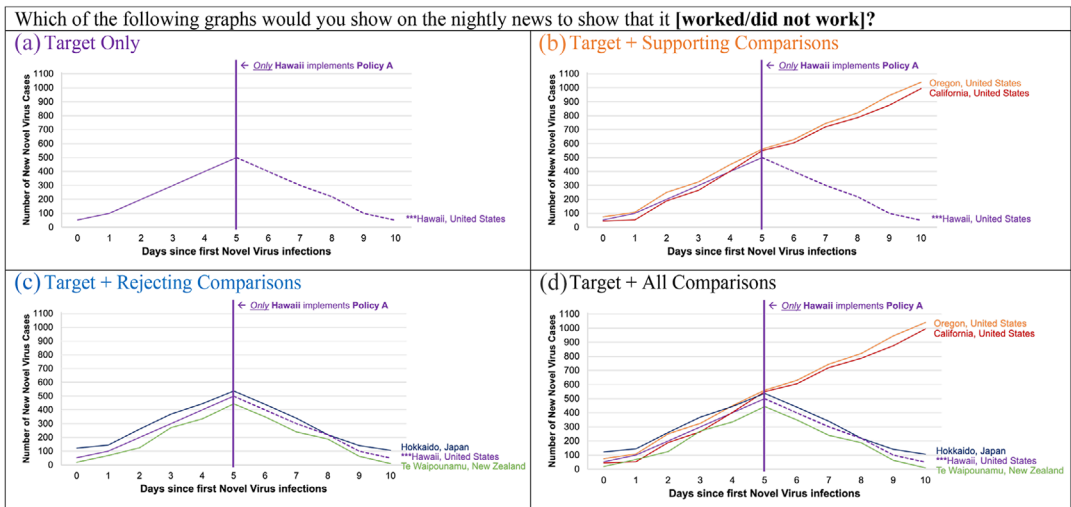 Which of the following graphs would you show on the nightly news to show that it [worked/did not work]?
(a) Target Only
← Only Hawaii implements Policy A
Number of New Novel Virus Cases
1100
1000
900
800
700
600
500
400
300
200
100
0
***Hawaii, United States
0 1 2 3 4 5 6 7 8 9 10
Days since first Novel Virus infections
(b) Target + Supporting Comparisons
← Only Hawaii implements Policy A
Number of New Novel Virus Cases
1100
1000
900
800
700
600
500
400
300
200
100
0
Oregon, United States
California, United States
***Hawaii, United States
0 1 2 3 4 5 6 7 8 9 10
Days since first Novel Virus infections
(c) Target + Rejecting Comparisons
← Only Hawaii implements Policy A
Number of New Novel Virus Cases
1100
1000
900
800
700
600
500
400
300
200
100
0
Hokkaido, Japan
***Hawaii, United States
Te Waipounamu, New Zealand
0 1 2 3 4 5 6 7 8 9 10
Days since first Novel Virus infections
(d) Target + All Comparisons
← Only Hawaii implements Policy A
Number of New Novel Virus Cases
1100
1000
900
800
700
600
500
400
300
200
100
0
Oregon, United States
California, United States
Hokkaido, Japan
***Hawaii, United States
Te Waipounamu, New Zealand
0 1 2 3 4 5 6 7 8 9 10
Days since first Novel Virus infections